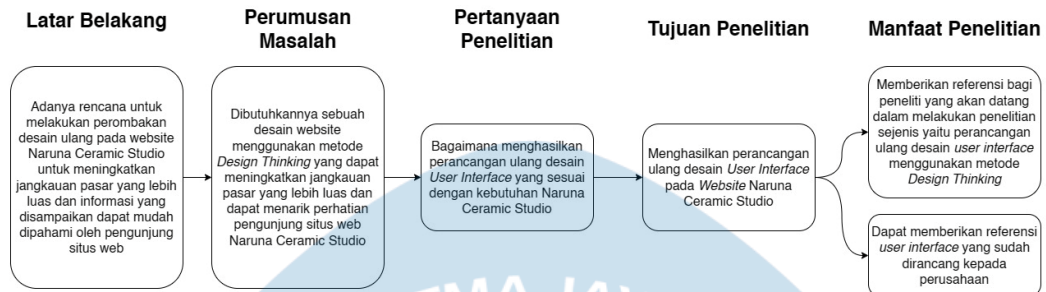 Latar Belakang
Perumusan
Masalah
Pertanyaan
Penelitian
Tujuan Penelitian
Manfaat Penelitian
Adanya rencana untuk
melakukan perombakan
desain ulang pada website
Naruna Ceramic Studio
untuk meningkatkan
jangkauan pasar yang lebih
luas dan informasi yang
disampaikan dapat mudah
dipahami oleh pengunjung
situs web
Dibutuhkannya sebuah
desain website
menggunakan metode
Design Thinking yang dapat
meningkatkan jangkauan
pasar yang lebih luas dan
dapat menarik perhatian
pengunjung situs web
Naruna Ceramic Studio
Bagaimana menghasilkan
perancangan ulang desain
User Interface yang sesuai
dengan kebutuhan Naruna
Ceramic Studio
Menghasilkan perancangan
ulang desain User Interface
pada Website Naruna
Ceramic Studio
Memberikan referensi bagi
peneliti yang akan datang
dalam melakukan penelitian
sejenis yaitu perancangan
ulang desain user interface
menggunakan metode
Design Thinking
Dapat memberikan referensi
user interface yang sudah
dirancang kepada
perusahaan